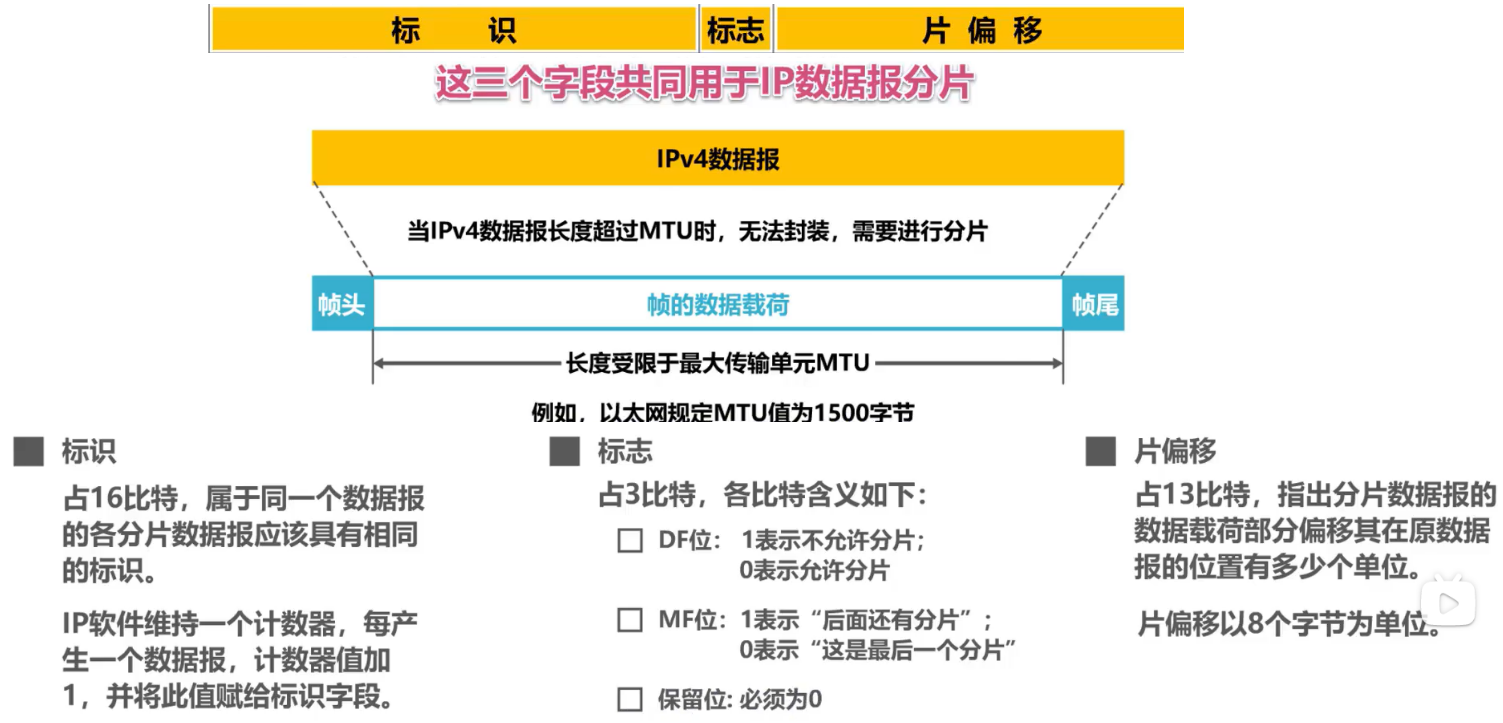 标 识 标志 片 偏 移
这三个字段共同用于IP数据报分片
IPv4数据报
当IPv4数据报长度超过MTU时，无法封装，需要进行分片
帧头 帧的数据载荷 帧尾
长度受限于最大传输单元MTU
例如，以太网规定MTU值为1500字节
标识
占16比特，属于同一个数据报
的各分片数据报应该具有相同
的标识。
IP软件维持一个计数器，每产
生一个数据报，计数器值加
1，并将此值赋给标识字段。
标志
占3比特，各比特含义如下：
DF位： 1表示不允许分片；
0表示允许分片
MF位：1表示“后面还有分片”；
0表示“这是最后一个分片”
保留位: 必须为0
片偏移
占13比特，指出分片数据报的
数据载荷部分偏移其在原数据
报的位置有多少个单位。
片偏移以8个字节为单位。